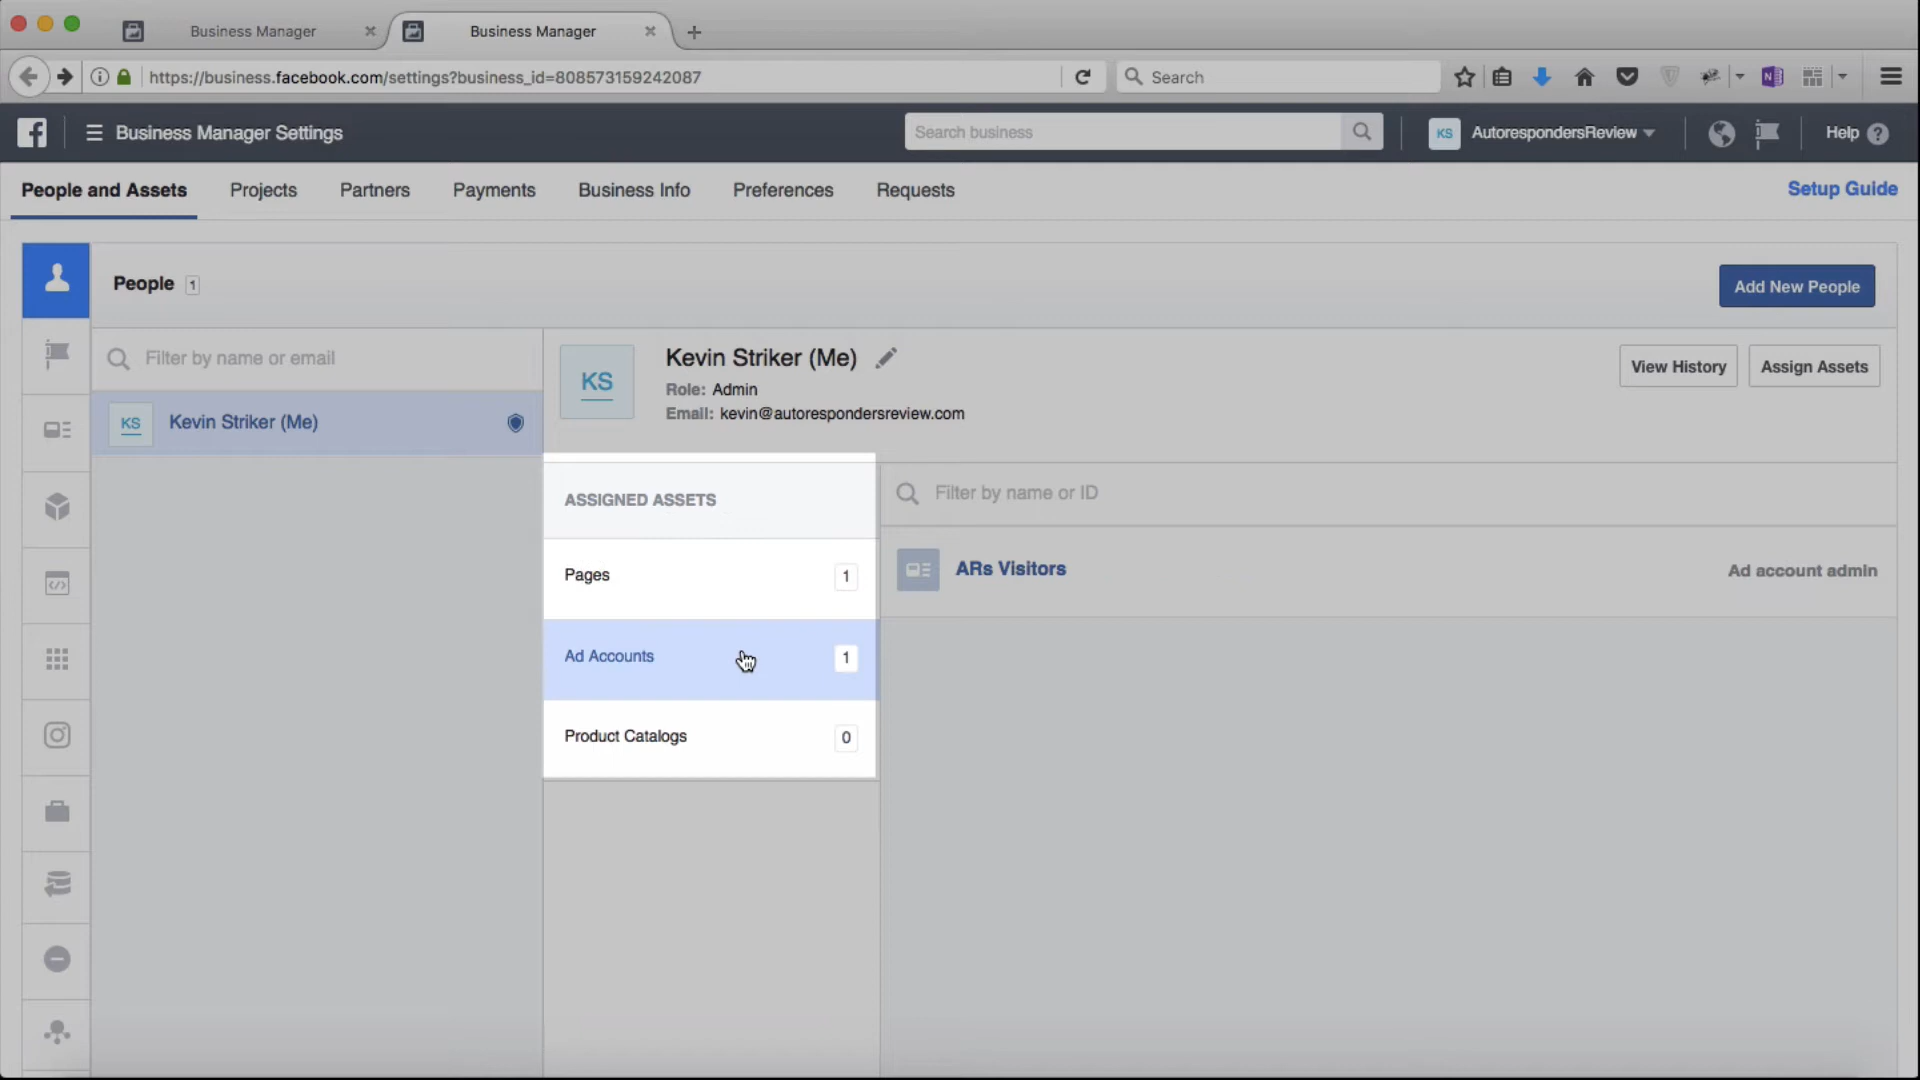 Business Manager
Business Manager
https://business.facebook.com/settings?business_id=808573159242087
Search
Business Manager Settings
Search business
KS
AutorespondersReview
Help
People and Assets
Projects
Partners
Payments
Business Info
Preferences
Requests
Setup Guide
People 1
Add New People
Filter by name or email
KS
Kevin Striker (Me)
KS
Kevin Striker (Me)
Role: Admin
Email: kevin@autorespondersreview.com
View History
Assign Assets
ASSIGNED ASSETS
Pages 1
Ad Accounts 1
Product Catalogs 0
Filter by name or ID
ARs Visitors
Ad account admin